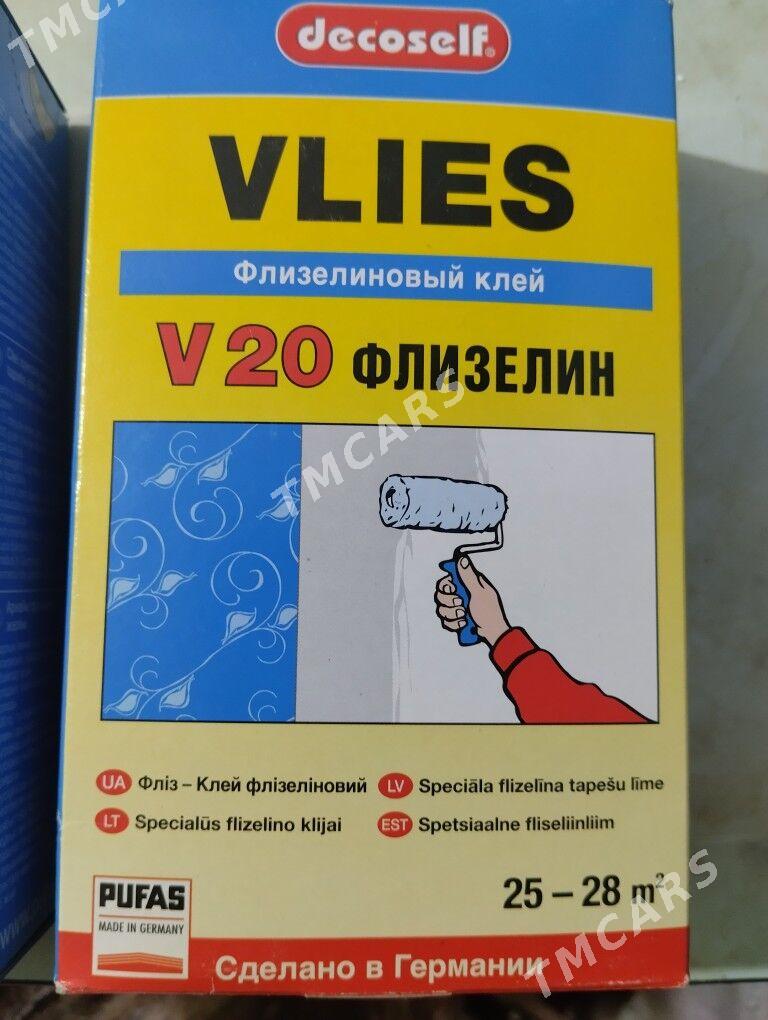 decoself®
VLIES
Флизелиновый клей
V20 ФЛИЗЕЛИН
UA Фліз – Клей флізеліновий
LV Speciāla flizelīna tapešu līme
LT Specialūs flizelino klijai
EST Spetsiaalne fliseliinliim
25 – 28 m²
PUFAS
MADE IN GERMANY
Сделано в Германии
TMCARS
TMCARS
TMCARS
TMCARS